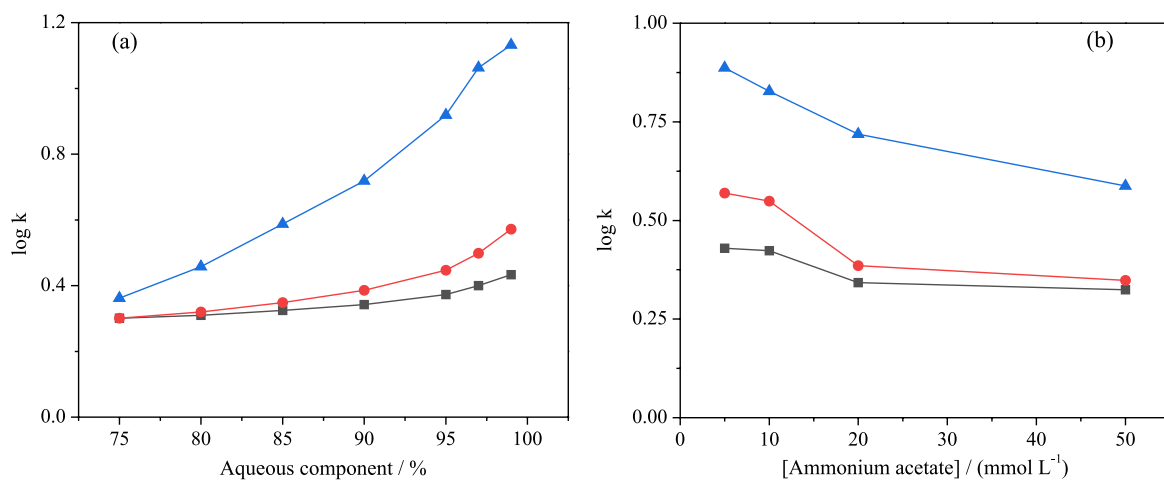 (a)
log k
1.2
0.8
0.4
0.0
75 80 85 90 95 100
Aqueous component / %
(b)
log k
1.00
0.75
0.50
0.25
0.00
0 10 20 30 40 50
[Ammonium acetate] / (mmol L⁻¹)